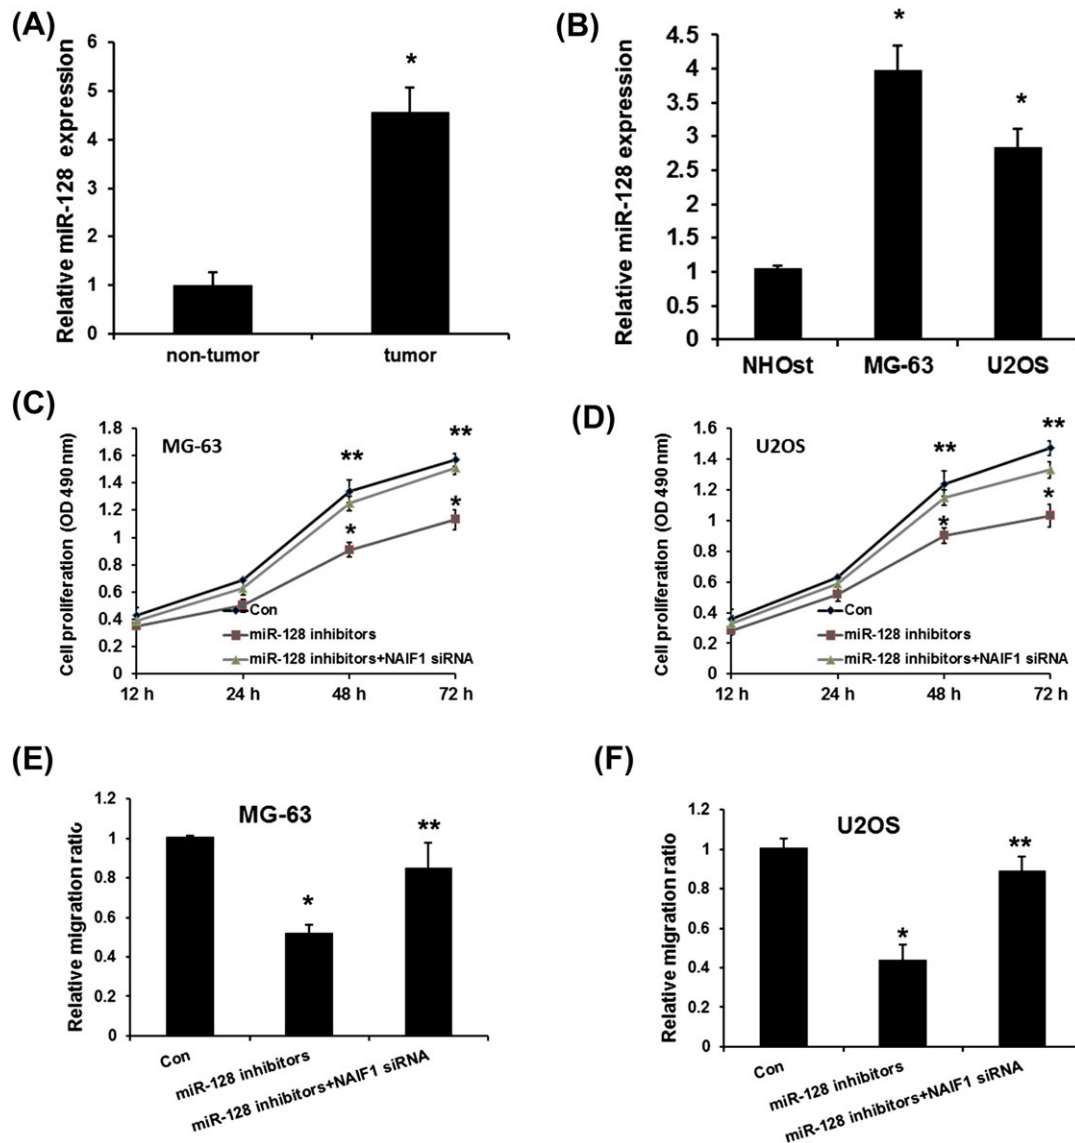 (A)
Relative miR-128 expression
6
5
4
3
2
1
0
*
non-tumor tumor
(B)
Relative miR-128 expression
4.5
4
3.5
3
2.5
2
1.5
1
0.5
0
*
*
NHOst MG-63 U2OS
(C)
Cell proliferation (OD 490 nm)
1.8
1.6
1.4
1.2
1
0.8
0.6
0.4
0.2
0
MG-63
**
**
*
*
Con
miR-128 inhibitors
miR-128 inhibitors+NAIF1 siRNA
12 h 24 h 48 h 72 h
(D)
Cell proliferation (OD 490 nm)
1.6
1.4
1.2
1
0.8
0.6
0.4
0.2
0
U2OS
**
**
*
*
Con
miR-128 inhibitors
miR-128 inhibitors+NAIF1 siRNA
12 h 24 h 48 h 72 h
(E)
Relative migration ratio
1.2
1
0.8
0.6
0.4
0.2
0
MG-63
*
**
Con
miR-128 inhibitors
miR-128 inhibitors+NAIF1 siRNA
(F)
Relative migration ratio
1.2
1
0.8
0.6
0.4
0.2
0
U2OS
*
**
Con
miR-128 inhibitors
miR-128 inhibitors+NAIF1 siRNA